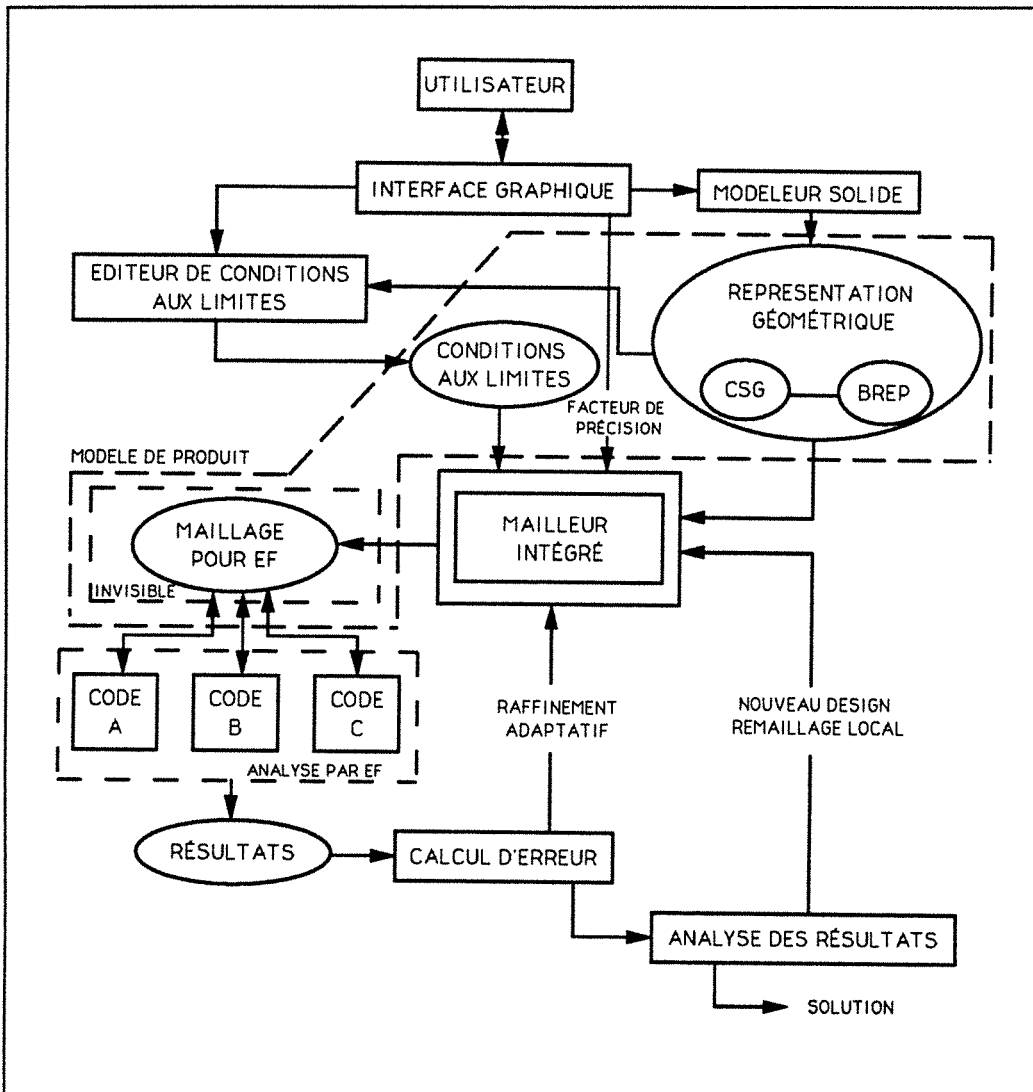 UTILISATEUR
INTERFACE GRAPHIQUE
MODELEUR SOLIDE
EDITEUR DE CONDITIONS
AUX LIMITES
REPRESENTATION
GÉOMÉTRIQUE
CONDITIONS
AUX LIMITES
CSG
BREP
FACTEUR DE
PRÉCISION
MODELE DE PRODUIT
MAILLAGE
POUR EF
INVISIBLE
MAILLEUR
INTÉGRÉ
CODE
A
CODE
B
CODE
C
ANALYSE PAR EF
RAFFINEMENT
ADAPTATIF
NOUVEAU DESIGN
REMAILLAGE LOCAL
RÉSULTATS
CALCUL D'ERREUR
ANALYSE DES RÉSULTATS
SOLUTION